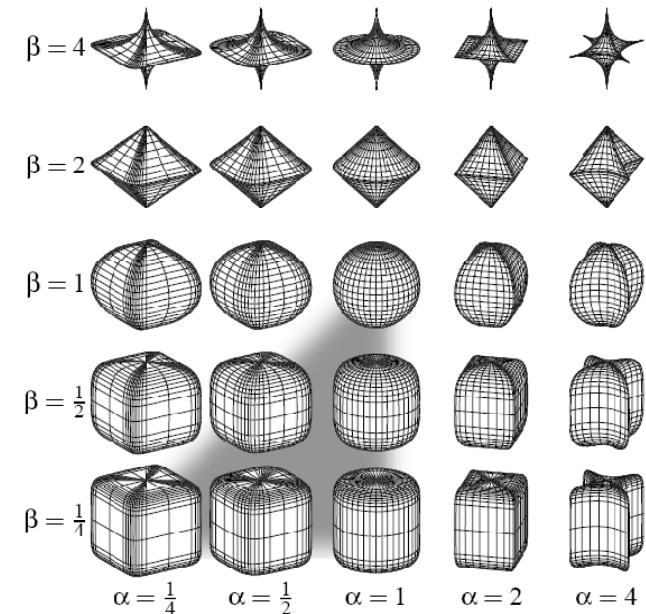 β = 4
β = 2
β = 1
β = 1/2
β = 1/4
α = 1/4 α = 1/2 α = 1 α = 2 α = 4